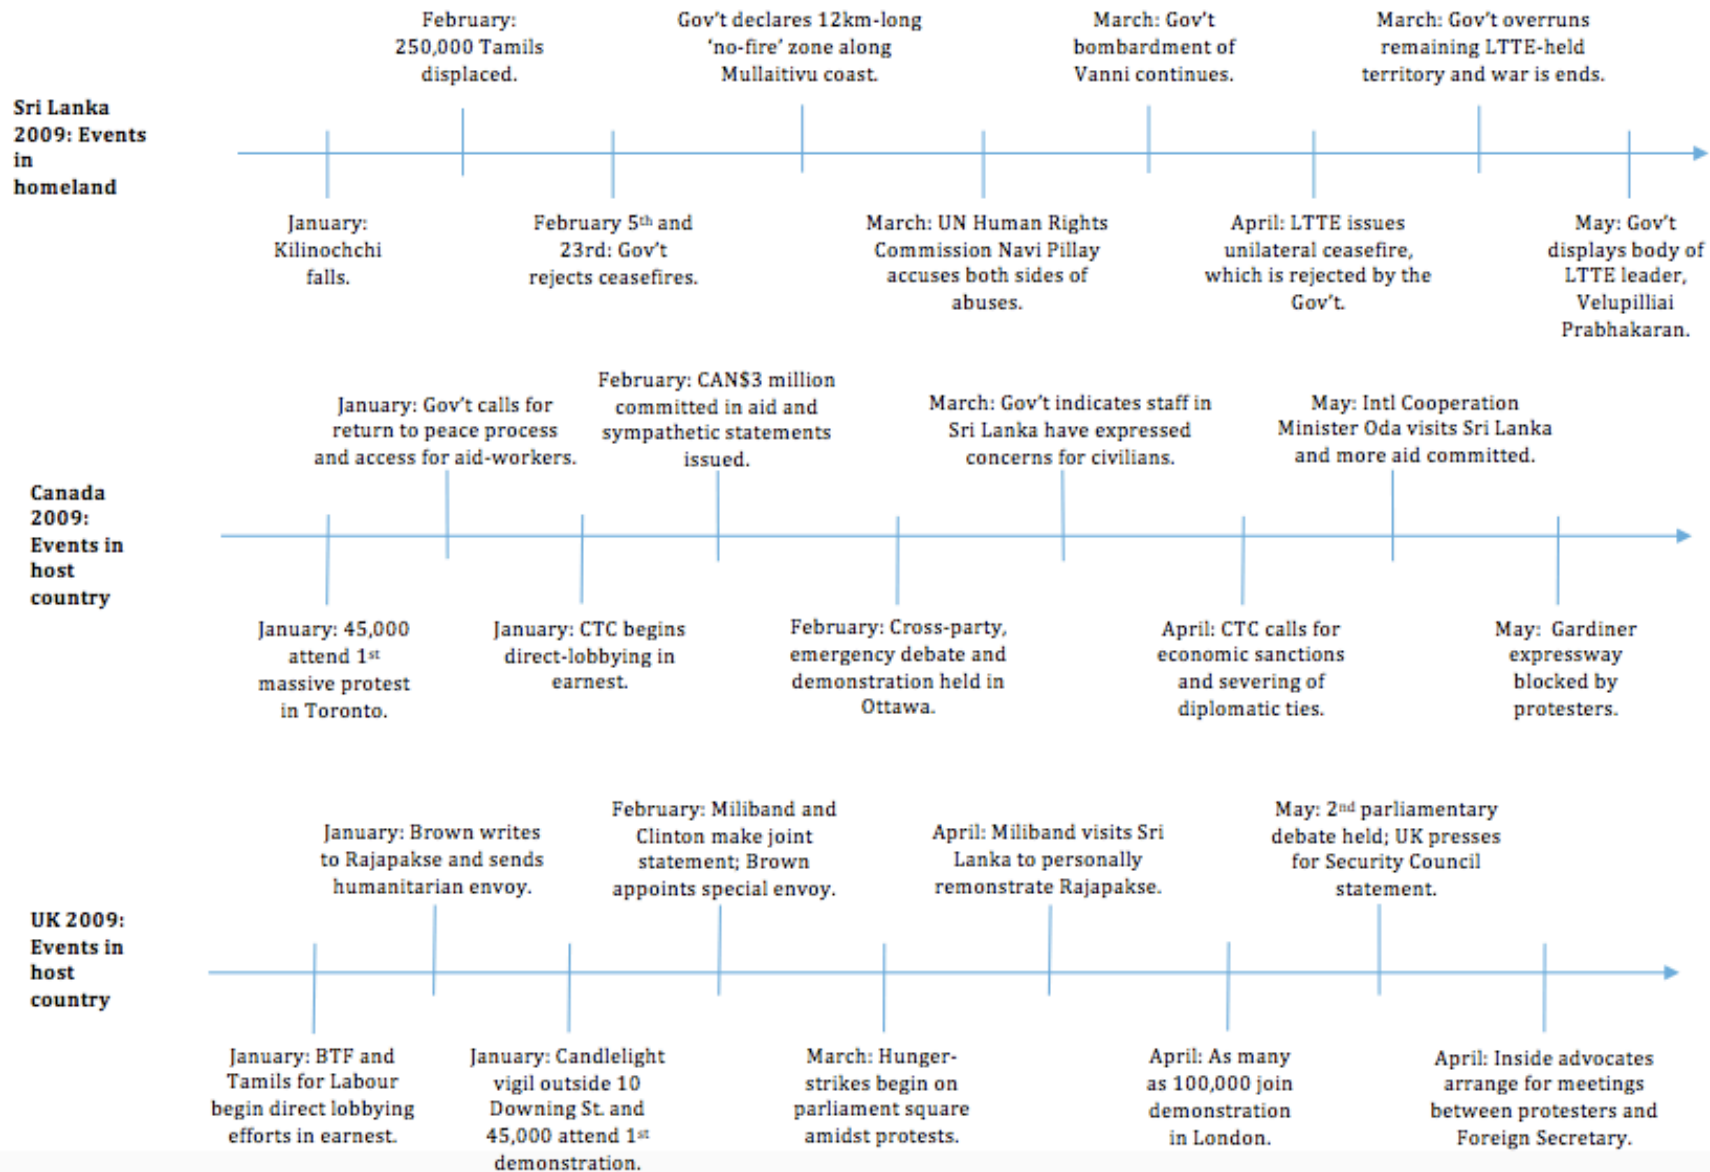 February:
250,000 Tamils
displaced.
Gov't declares 12km-long
'no-fire' zone along
Mullaitivu coast.
March: Gov't
bombardment of
Vanni continues.
March: Gov't overruns
remaining LTTE-held
territory and war is ends.
Sri Lanka
2009: Events
in
homeland
January:
Kilinochchi
falls.
February 5th and
23rd: Gov't
rejects ceasefires.
March: UN Human Rights
Commission Navi Pillay
accuses both sides of
abuses.
April: LTTE issues
unilateral ceasefire,
which is rejected by the
Gov't.
May: Gov't
displays body of
LTTE leader,
Velupilliai
Prabhakaran.
January: Gov't calls for
return to peace process
and access for aid-workers.
February: CAN$3 million
committed in aid and
sympathetic statements
issued.
March: Gov't indicates staff in
Sri Lanka have expressed
concerns for civilians.
May: Intl Cooperation
Minister Oda visits Sri Lanka
and more aid committed.
Canada
2009:
Events in
host
country
January: 45,000
attend 1st
massive protest
in Toronto.
January: CTC begins
direct-lobbying in
earnest.
February: Cross-party,
emergency debate and
demonstration held in
Ottawa.
April: CTC calls for
economic sanctions
and severing of
diplomatic ties.
May: Gardiner
expressway
blocked by
protesters.
January: Brown writes
to Rajapakse and sends
humanitarian envoy.
February: Miliband and
Clinton make joint
statement; Brown
appoints special envoy.
April: Miliband visits Sri
Lanka to personally
remonstrate Rajapakse.
May: 2nd parliamentary
debate held; UK presses
for Security Council
statement.
UK 2009:
Events in
host
country
January: BTF and
Tamils for Labour
begin direct lobbying
efforts in earnest.
January: Candlelight
vigil outside 10
Downing St. and
45,000 attend 1st
demonstration.
March: Hunger-
strikes begin on
parliament square
amidst protests.
April: As many
as 100,000 join
demonstration
in London.
April: Inside advocates
arrange for meetings
between protesters and
Foreign Secretary.